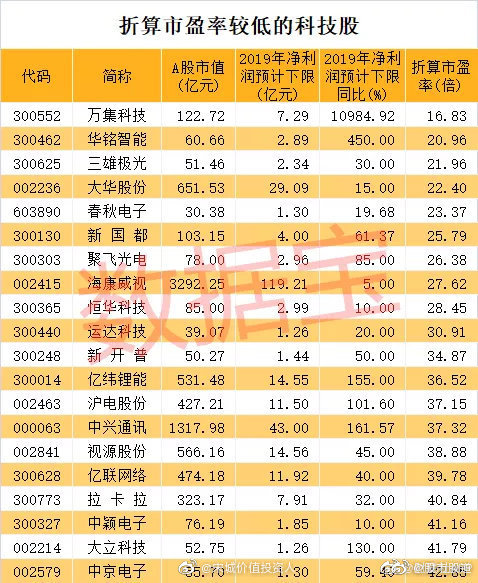 折算市盈率较低的科技股
代码 简称 A股市值(亿元) 2019年净利润预计下限(亿元) 2019年净利润预计下限同比(%) 折算市盈率(倍)
300552 万集科技 122.72 7.29 10984.92 16.83
300462 华铭智能 60.66 2.89 450.00 20.96
300625 三雄极光 51.46 2.34 30.00 21.96
002236 大华股份 651.53 29.09 15.00 22.40
603890 春秋电子 30.38 1.30 19.68 23.37
300130 新国都 103.15 4.00 61.37 25.79
300303 聚飞光电 78.00 2.96 85.00 26.38
002415 海康威视 3292.25 119.21 5.00 27.62
300365 恒华科技 85.00 2.99 10.00 28.45
300440 运达科技 39.07 1.26 20.00 30.91
300248 新开普 50.27 1.44 50.00 34.87
300014 亿纬锂能 531.48 14.55 155.00 36.52
002463 沪电股份 427.21 11.50 101.60 37.15
000063 中兴通讯 1317.98 43.00 161.57 37.32
002841 视源股份 566.16 14.56 45.00 38.88
300628 亿联网络 474.18 11.92 40.00 39.78
300773 拉卡拉 323.17 7.91 32.00 40.84
300327 中颖电子 76.19 1.85 10.00 41.16
002214 大立科技 52.75 1.26 130.00 41.79
002579 中京电子 1.30
数据宝